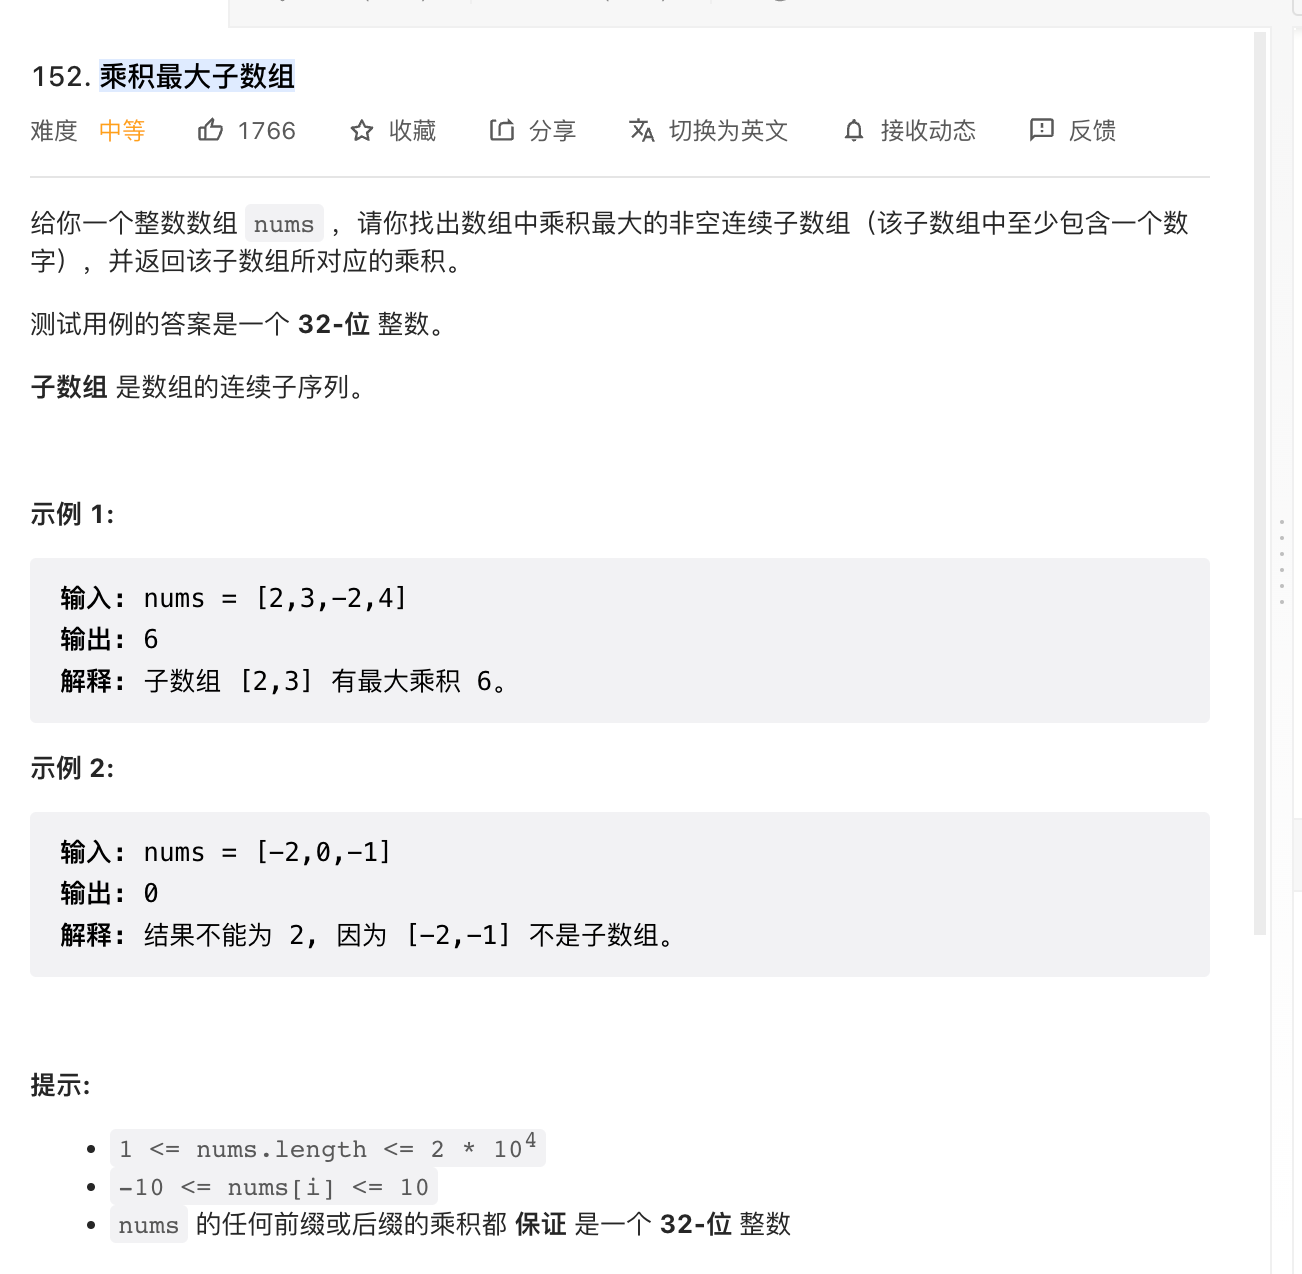 152. 乘积最大子数组
难度 中等 1766 收藏 分享 切换为英文 接收动态 反馈
给你一个整数数组 nums ，请你找出数组中乘积最大的非空连续子数组（该子数组中至少包含一个数
字），并返回该子数组所对应的乘积。
测试用例的答案是一个 32-位 整数。
子数组 是数组的连续子序列。
示例 1:
输入: nums = [2,3,-2,4]
输出: 6
解释: 子数组 [2,3] 有最大乘积 6。
示例 2:
输入: nums = [-2,0,-1]
输出: 0
解释: 结果不能为 2, 因为 [-2,-1] 不是子数组。
提示:
• 1 <= nums.length <= 2 * 10⁴
• -10 <= nums[i] <= 10
• nums 的任何前缀或后缀的乘积都 保证 是一个 32-位 整数